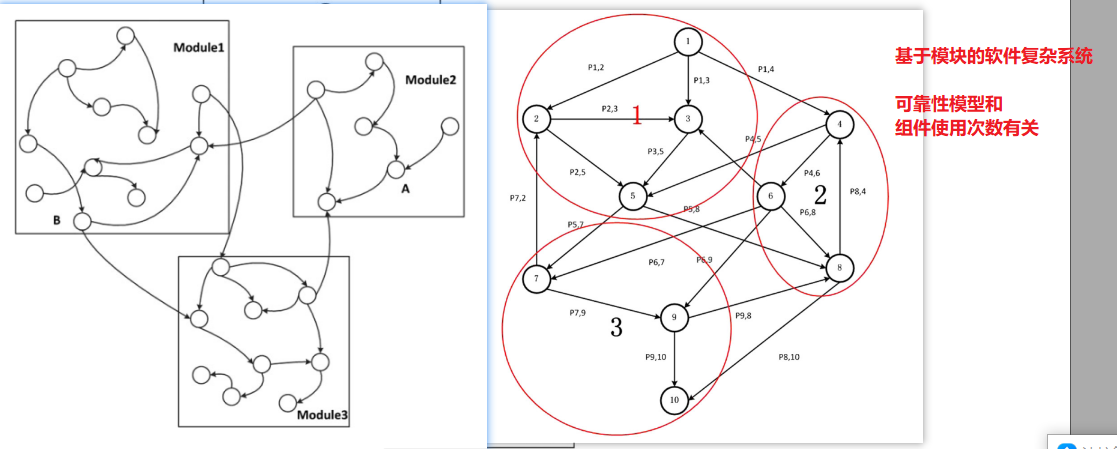 Module1
Module2
A
B
Module3
1
P1,2
P1,3
P1,4
2
P2,3
1
3
4
P4,5
P3,5
P4,6
P2,5
5
6
2
P8,4
P7,2
P5,8
P6,8
P5,7
P6,7
P6,9
7
8
P7,9
3
9
P9,8
P9,10
P8,10
10
基于模块的软件复杂系统
可靠性模型和
组件使用次数有关